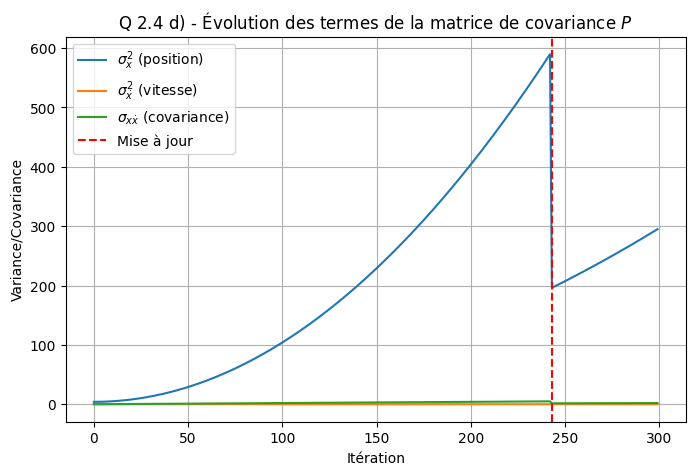 Q 2.4 d) - Évolution des termes de la matrice de covariance P
σ²ₓ (position)
σ²ẋ (vitesse)
σₓẋ (covariance)
Mise à jour
Variance/Covariance
600
500
400
300
200
100
0
0 50 100 150 200 250 300
Itération